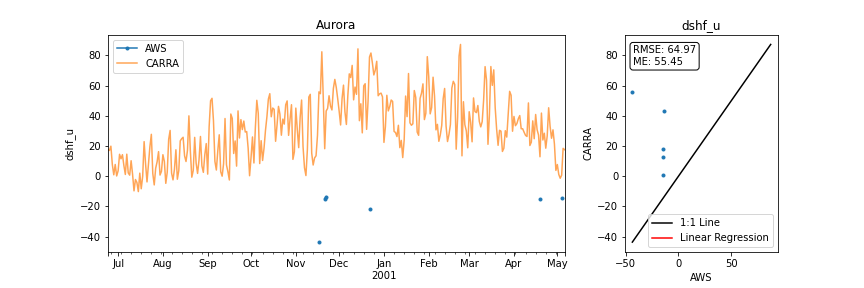 Aurora
AWS
CARRA
dshf_u
80
60
40
20
0
−20
−40
Jul
Aug
Sep
Oct
Nov
Dec
Jan
2001
Feb
Mar
Apr
May
dshf_u
RMSE: 64.97
ME: 55.45
CARRA
80
60
40
20
0
−20
−40
1:1 Line
Linear Regression
−50
0
50
AWS